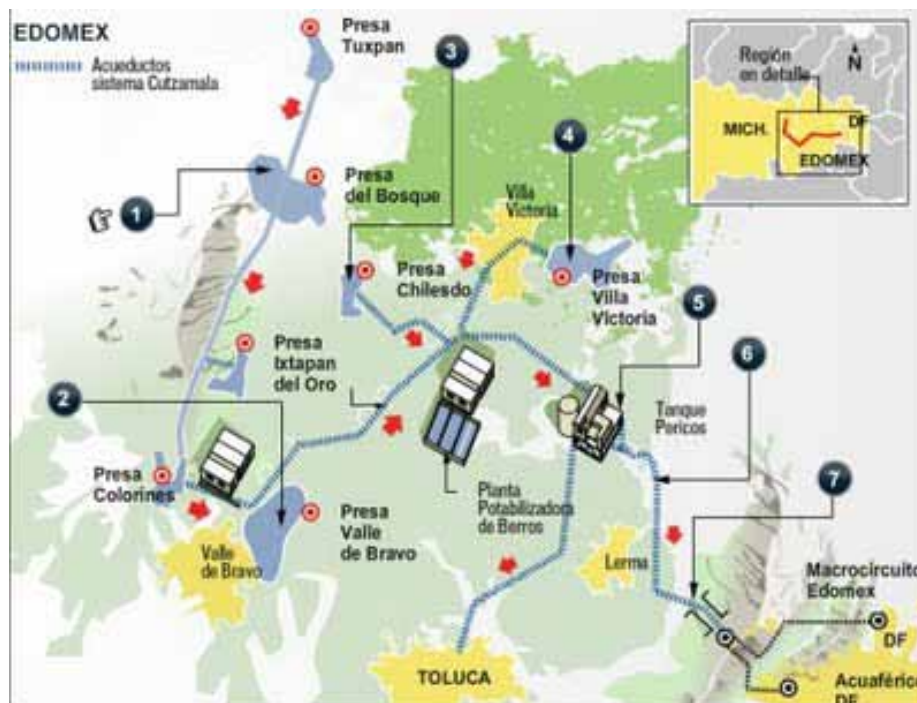 EDOMEX
Acueductos
sistema Cutzamala
Presa
Tuxpan
3
Región
en detalle
N
MICH.
DF
EDOMEX
4
Presa
del Bosque
1
Villa
Victoria
Presa
Chilesdo
Presa
Villa
Victoria
5
6
Presa
Ixtapan
del Oro
2
Tanque
Pericos
Presa
Colorines
Planta
Potabilizadora
de Berros
7
Presa
Valle
de Bravo
Valle
de Bravo
Lerma
Macrocircuito
Edomex
DF
TOLUCA
Acuaférico
DF